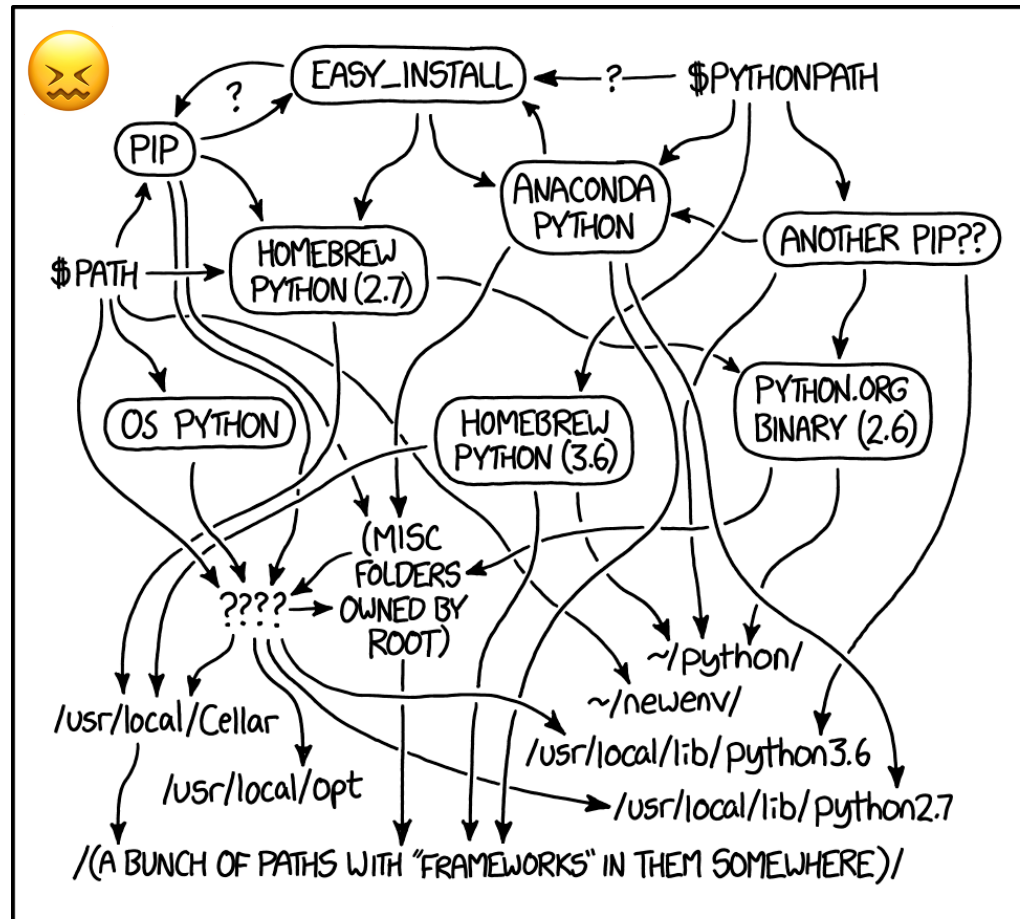 EASY_INSTALL
?
$PYTHONPATH
?
PIP
ANACONDA
PYTHON
ANOTHER PIP??
HOMEBREW
PYTHON (2.7)
$PATH
PYTHON.ORG
BINARY (2.6)
OS PYTHON
HOMEBREW
PYTHON (3.6)
(MISC
FOLDERS
OWNED BY
ROOT)
????
~/python/
~/newenv/
/usr/local/Cellar
/usr/local/lib/python3.6
/usr/local/opt
/usr/local/lib/python2.7
/(A BUNCH OF PATHS WITH "FRAMEWORKS" IN THEM SOMEWHERE)/